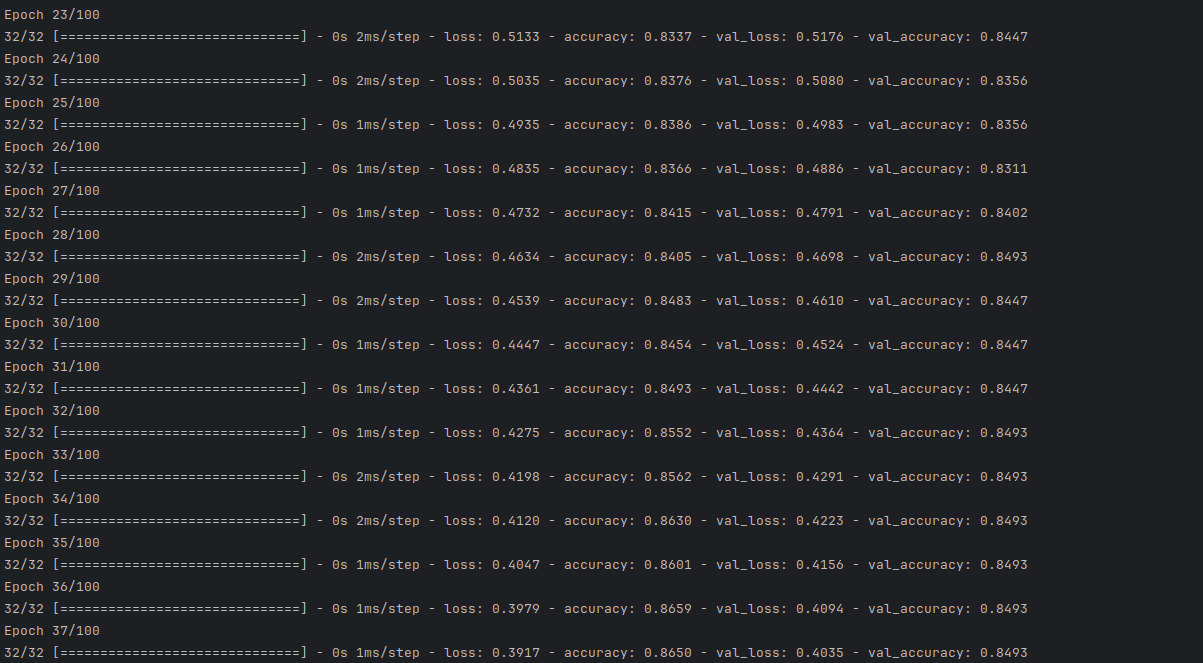 Epoch 23/100
32/32 [==============================] - 0s 2ms/step - loss: 0.5133 - accuracy: 0.8337 - val_loss: 0.5176 - val_accuracy: 0.8447
Epoch 24/100
32/32 [==============================] - 0s 2ms/step - loss: 0.5035 - accuracy: 0.8376 - val_loss: 0.5080 - val_accuracy: 0.8356
Epoch 25/100
32/32 [==============================] - 0s 1ms/step - loss: 0.4935 - accuracy: 0.8386 - val_loss: 0.4983 - val_accuracy: 0.8356
Epoch 26/100
32/32 [==============================] - 0s 1ms/step - loss: 0.4835 - accuracy: 0.8366 - val_loss: 0.4886 - val_accuracy: 0.8311
Epoch 27/100
32/32 [==============================] - 0s 1ms/step - loss: 0.4732 - accuracy: 0.8415 - val_loss: 0.4791 - val_accuracy: 0.8402
Epoch 28/100
32/32 [==============================] - 0s 2ms/step - loss: 0.4634 - accuracy: 0.8405 - val_loss: 0.4698 - val_accuracy: 0.8493
Epoch 29/100
32/32 [==============================] - 0s 2ms/step - loss: 0.4539 - accuracy: 0.8483 - val_loss: 0.4610 - val_accuracy: 0.8447
Epoch 30/100
32/32 [==============================] - 0s 1ms/step - loss: 0.4447 - accuracy: 0.8454 - val_loss: 0.4524 - val_accuracy: 0.8447
Epoch 31/100
32/32 [==============================] - 0s 1ms/step - loss: 0.4361 - accuracy: 0.8493 - val_loss: 0.4442 - val_accuracy: 0.8447
Epoch 32/100
32/32 [==============================] - 0s 1ms/step - loss: 0.4275 - accuracy: 0.8552 - val_loss: 0.4364 - val_accuracy: 0.8493
Epoch 33/100
32/32 [==============================] - 0s 2ms/step - loss: 0.4198 - accuracy: 0.8562 - val_loss: 0.4291 - val_accuracy: 0.8493
Epoch 34/100
32/32 [==============================] - 0s 2ms/step - loss: 0.4120 - accuracy: 0.8630 - val_loss: 0.4223 - val_accuracy: 0.8493
Epoch 35/100
32/32 [==============================] - 0s 1ms/step - loss: 0.4047 - accuracy: 0.8601 - val_loss: 0.4156 - val_accuracy: 0.8493
Epoch 36/100
32/32 [==============================] - 0s 1ms/step - loss: 0.3979 - accuracy: 0.8659 - val_loss: 0.4094 - val_accuracy: 0.8493
Epoch 37/100
32/32 [==============================] - 0s 1ms/step - loss: 0.3917 - accuracy: 0.8650 - val_loss: 0.4035 - val_accuracy: 0.8493